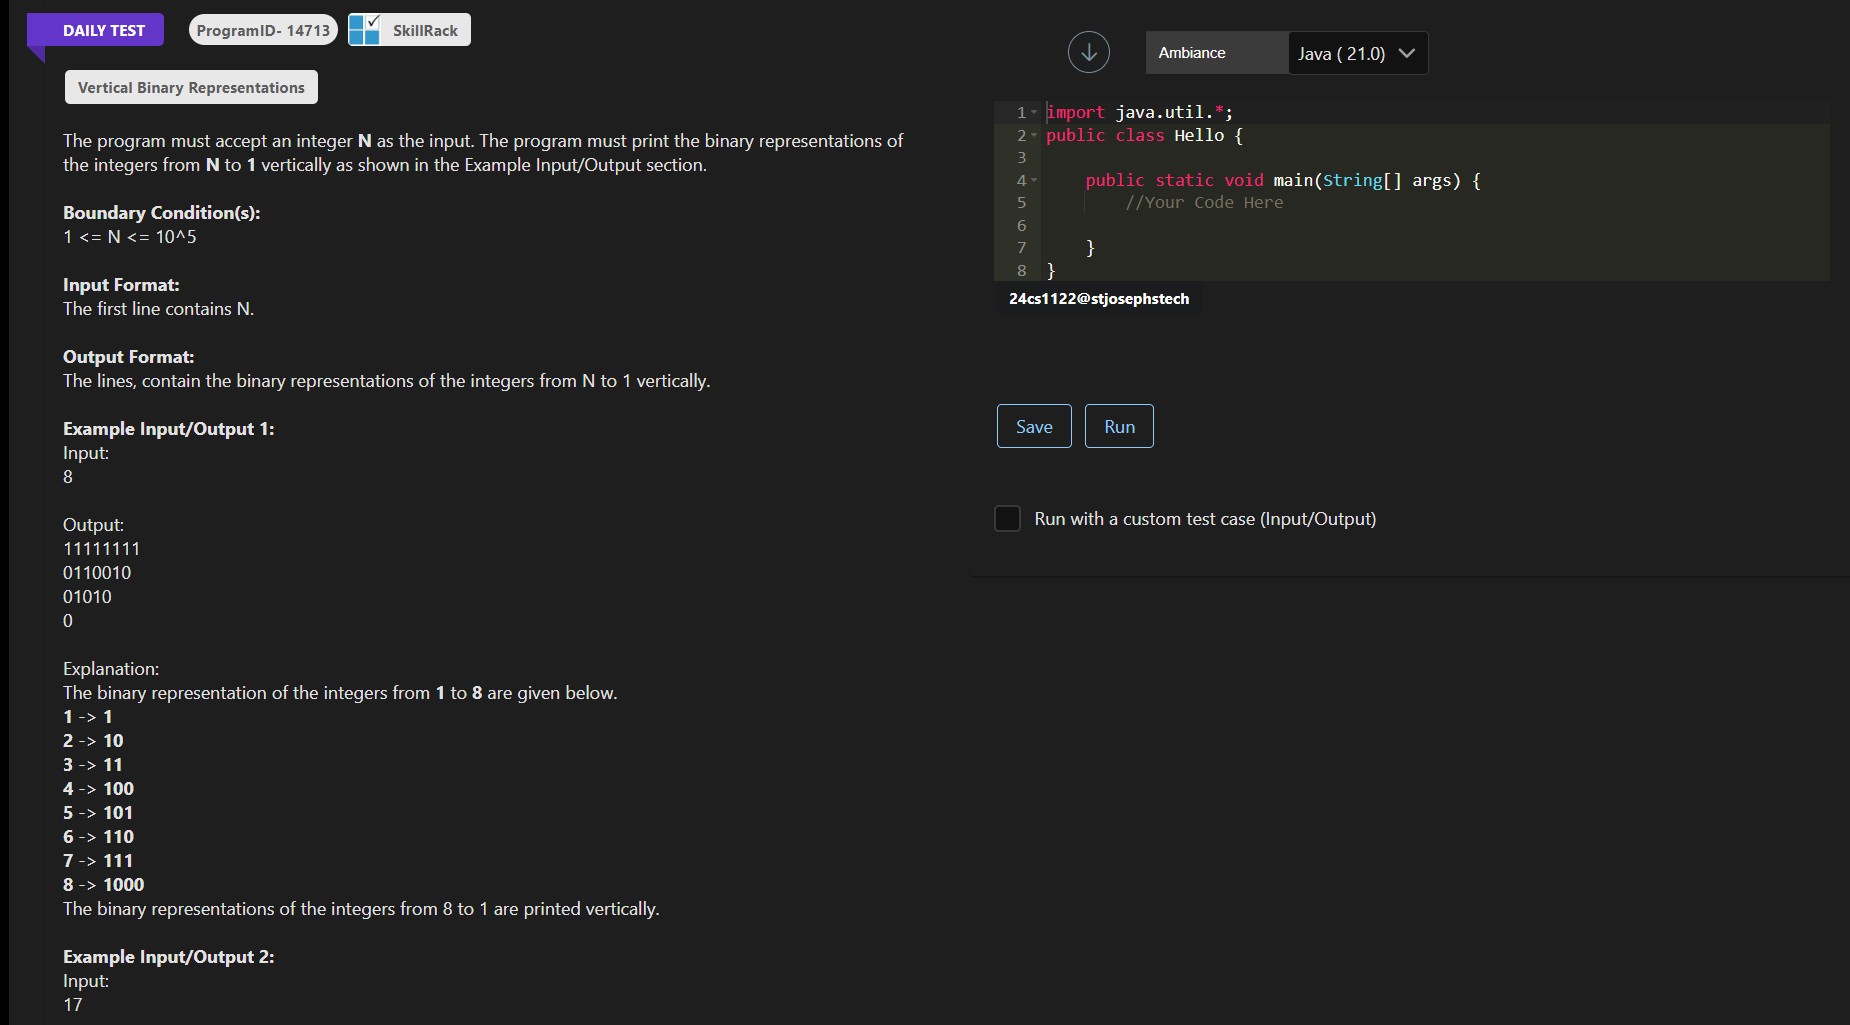 DAILY TEST
ProgramID- 14713
SkillRack
Vertical Binary Representations
The program must accept an integer N as the input. The program must print the binary representations of
the integers from N to 1 vertically as shown in the Example Input/Output section.
Boundary Condition(s):
1 <= N <= 10^5
Input Format:
The first line contains N.
Output Format:
The lines, contain the binary representations of the integers from N to 1 vertically.
Example Input/Output 1:
Input:
8
Output:
11111111
0110010
01010
0
Explanation:
The binary representation of the integers from 1 to 8 are given below.
1 -> 1
2 -> 10
3 -> 11
4 -> 100
5 -> 101
6 -> 110
7 -> 111
8 -> 1000
The binary representations of the integers from 8 to 1 are printed vertically.
Example Input/Output 2:
Input:
17
Ambiance
Java ( 21.0)
1 import java.util.*;
2 public class Hello {
3
4 public static void main(String[] args) {
5 //Your Code Here
6
7 }
8 }
24cs1122@stjosephstech
Save
Run
Run with a custom test case (Input/Output)